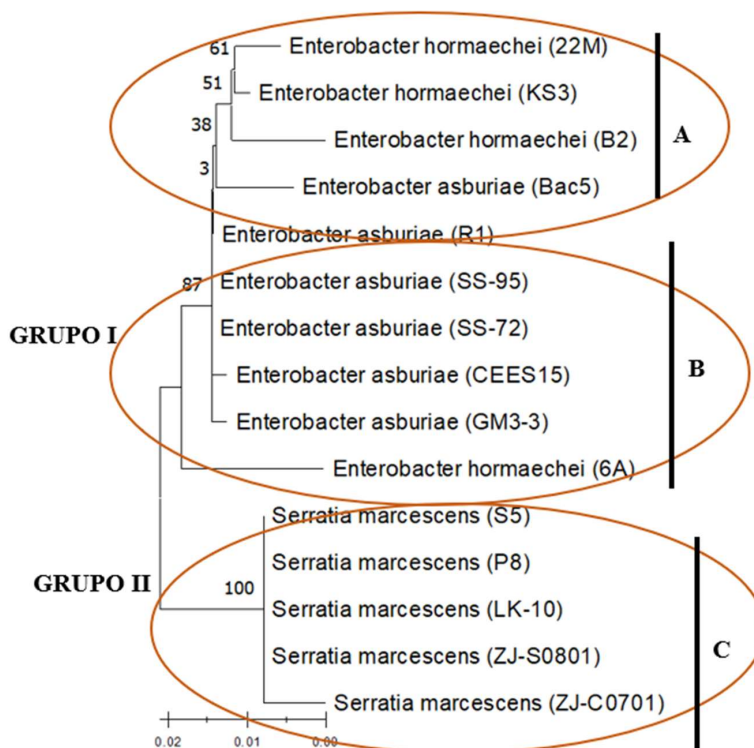 61
Enterobacter hormaechei (22M)
51
Enterobacter hormaechei (KS3)
38
Enterobacter hormaechei (B2)
A
3
Enterobacter asburiae (Bac5)
Enterobacter asburiae (R1)
87
Enterobacter asburiae (SS-95)
GRUPO I
Enterobacter asburiae (SS-72)
Enterobacter asburiae (CEES15)
B
Enterobacter asburiae (GM3-3)
Enterobacter hormaechei (6A)
Serratia marcescens (S5)
Serratia marcescens (P8)
GRUPO II
100
Serratia marcescens (LK-10)
Serratia marcescens (ZJ-S0801)
C
Serratia marcescens (ZJ-C0701)
0.02 0.01 0.00